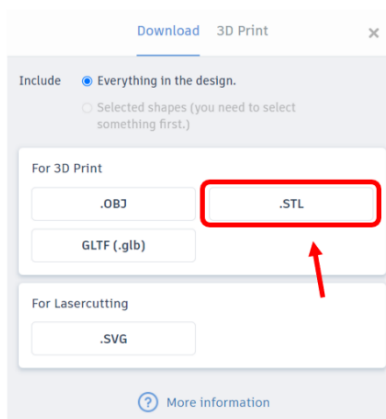 Download 3D Print ×
Include Everything in the design.
Selected shapes (you need to select
something first.)
For 3D Print
.OBJ .STL
GLTF (.glb)
For Lasercutting
.SVG
? More information